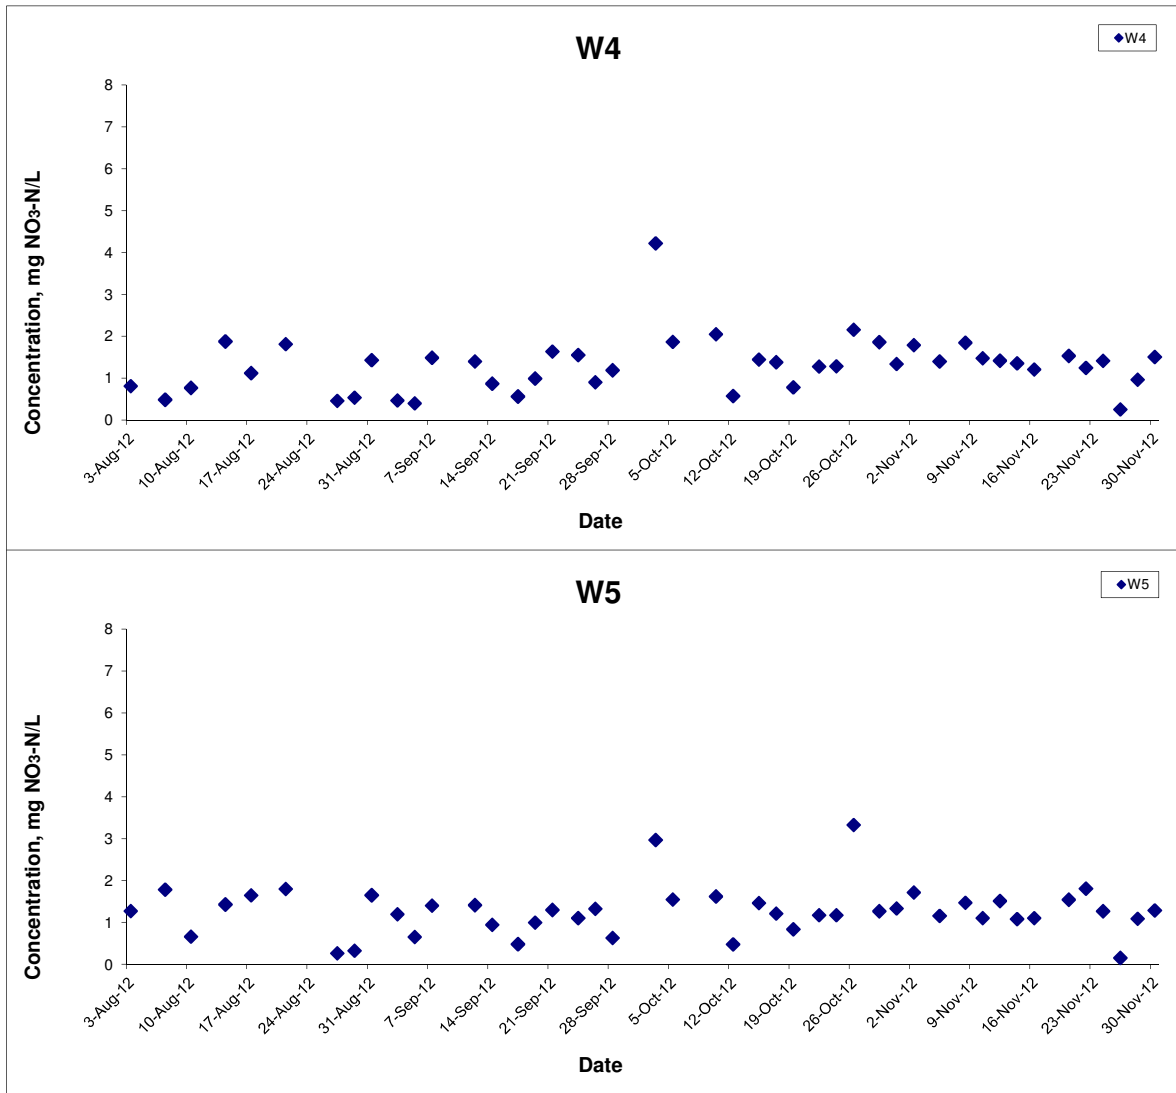 W4
W4
8
7
6
5
4
3
2
1
0
Concentration, mg NO3-N/L
3-Aug-12 10-Aug-12 17-Aug-12 24-Aug-12 31-Aug-12 7-Sep-12 14-Sep-12 21-Sep-12 28-Sep-12 5-Oct-12 12-Oct-12 19-Oct-12 26-Oct-12 2-Nov-12 9-Nov-12 16-Nov-12 23-Nov-12 30-Nov-12
Date
W5
W5
8
7
6
5
4
3
2
1
0
Concentration, mg NO3-N/L
3-Aug-12 10-Aug-12 17-Aug-12 24-Aug-12 31-Aug-12 7-Sep-12 14-Sep-12 21-Sep-12 28-Sep-12 5-Oct-12 12-Oct-12 19-Oct-12 26-Oct-12 2-Nov-12 9-Nov-12 16-Nov-12 23-Nov-12 30-Nov-12
Date